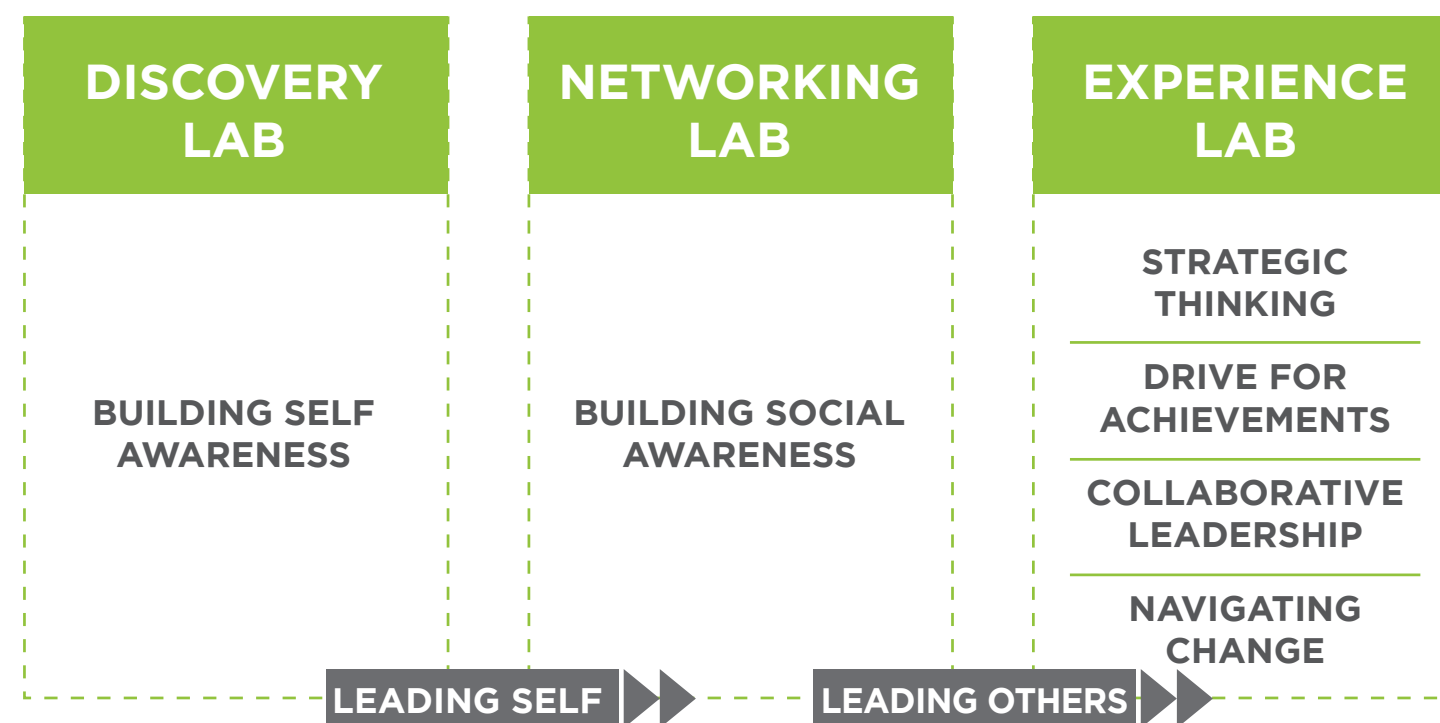 DISCOVERY
LAB
BUILDING SELF
AWARENESS
NETWORKING
LAB
BUILDING SOCIAL
AWARENESS
EXPERIENCE
LAB
STRATEGIC
THINKING
DRIVE FOR
ACHIEVEMENTS
COLLABORATIVE
LEADERSHIP
NAVIGATING
CHANGE
LEADING SELF
LEADING OTHERS